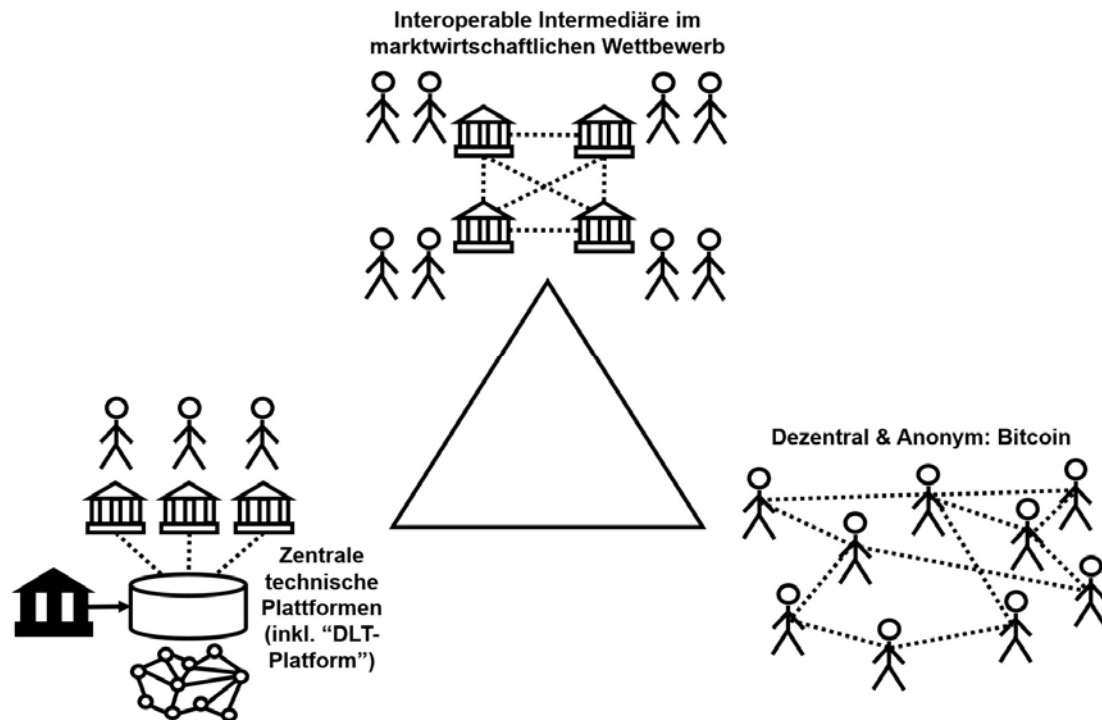 Interoperable Intermediäre im
marktwirtschaftlichen Wettbewerb
Dezentral & Anonym: Bitcoin
Zentrale
technische
Plattformen
(inkl. “DLT-
Platform”)